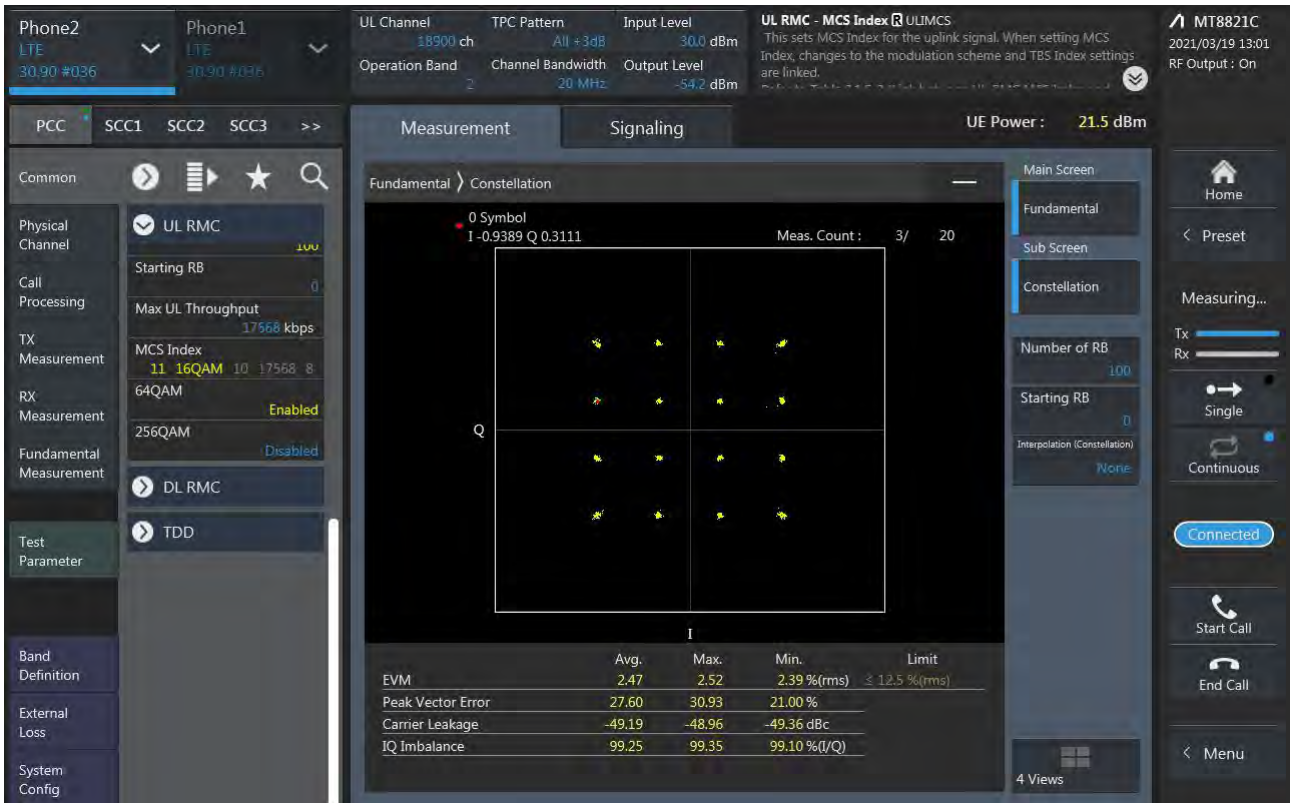 Phone2
LTE
30.90 #036
Phone1
LTE
30.90 #036
UL Channel
18900 ch
Operation Band
2
TPC Pattern
All +3dB
Channel Bandwidth
20 MHz
Input Level
30.0 dBm
Output Level
-54.2 dBm
UL RMC - MCS Index R ULIMCS
This sets MCS Index for the uplink signal. When setting MCS
Index, changes to the modulation scheme and TBS Index settings
are linked.
MT8821C
2021/03/19 13:01
RF Output : On
PCC SCC1 SCC2 SCC3 >>
Measurement
Signaling
UE Power : 21.5 dBm
Common
Physical
Channel
Call
Processing
TX
Measurement
RX
Measurement
Fundamental
Measurement
Test
Parameter
Band
Definition
External
Loss
System
Config
UL RMC
100
Starting RB
0
Max UL Throughput
17568 kbps
MCS Index
11 16QAM 10 17568 8
64QAM
Enabled
256QAM
Disabled
DL RMC
TDD
Fundamental > Constellation
0 Symbol
I -0.9389 Q 0.3111
Meas. Count : 3/ 20
Q
I
Avg. Max. Min. Limit
EVM 2.47 2.52 2.39 %(rms) ≤ 12.5 %(rms)
Peak Vector Error 27.60 30.93 21.00 %
Carrier Leakage -49.19 -48.96 -49.36 dBc
IQ Imbalance 99.25 99.35 99.10 %(I/Q)
Main Screen
Fundamental
Sub Screen
Constellation
Number of RB
100
Starting RB
0
Interpolation (Constellation)
None
4 Views
Home
< Preset
Measuring...
Tx
Rx
Single
Continuous
Connected
Start Call
End Call
< Menu